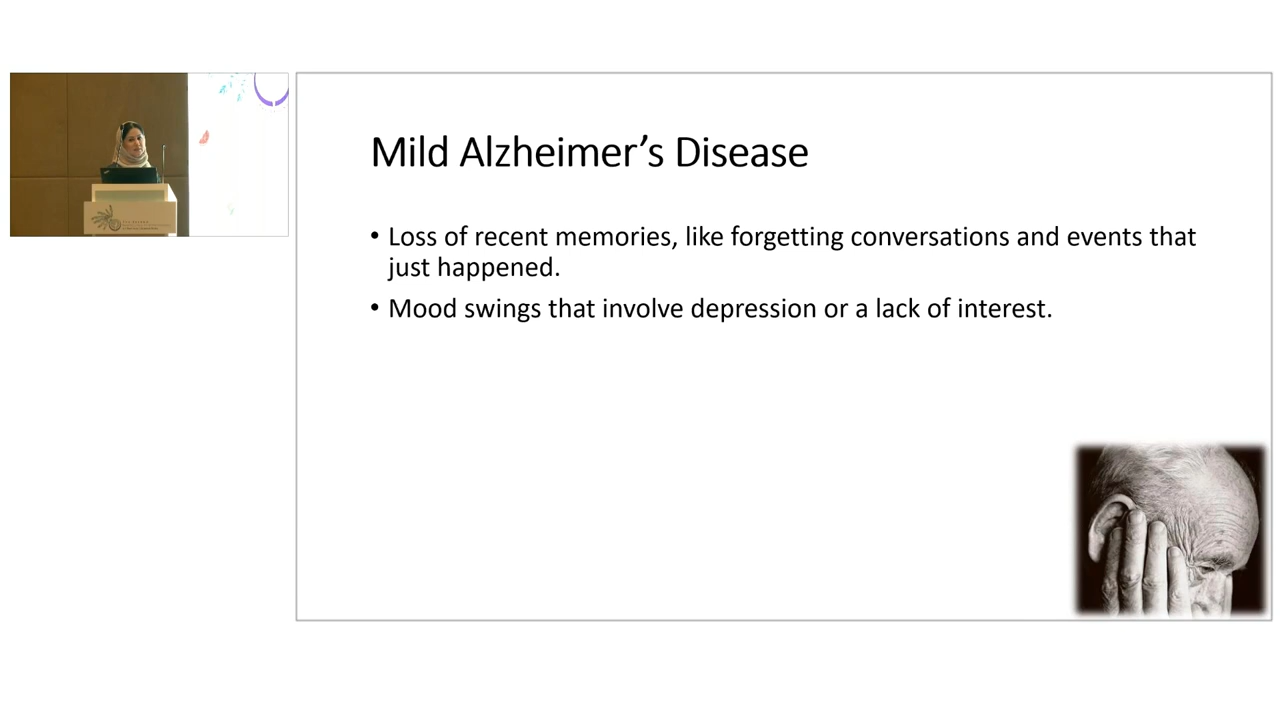 Mild Alzheimer’s Disease
• Loss of recent memories, like forgetting conversations and events that
just happened.
• Mood swings that involve depression or a lack of interest.